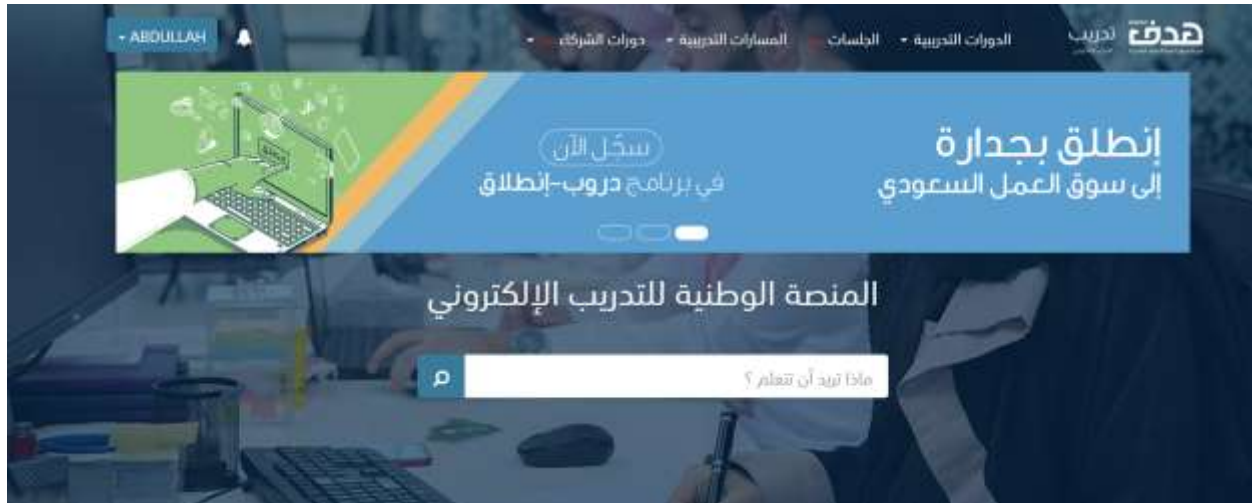 هدف تدريب
الدورات التدريبية
الجلسات
المسارات التدريبية
دورات الشركاء
ABDULLAH
إنطلق بجدارة
إلى سوق العمل السعودي
سجّل الآن
في برنامج دروب-إنطلاق
المنصة الوطنية للتدريب الإلكتروني
ماذا تريد أن تتعلم ؟